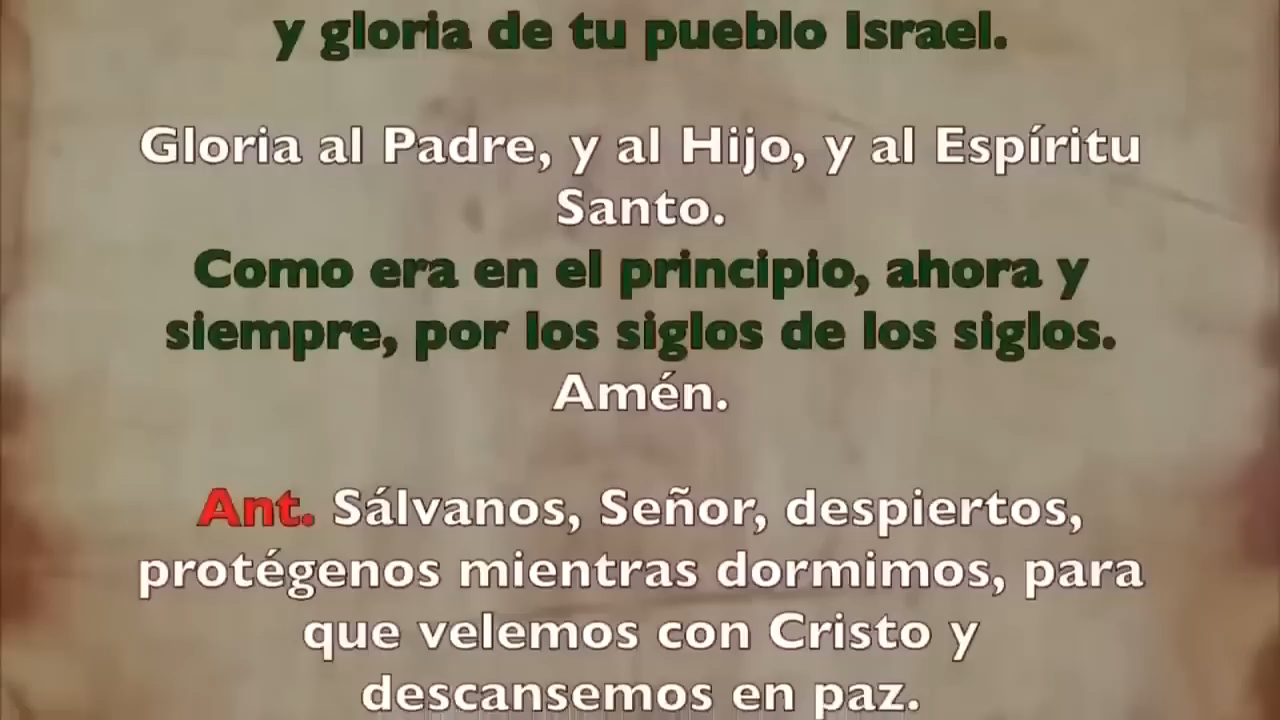 y gloria de tu pueblo Israel.
Gloria al Padre, y al Hijo, y al Espíritu
Santo.
Como era en el principio, ahora y
siempre, por los siglos de los siglos.
Amén.
Ant. Sálvanos, Señor, despiertos,
protégenos mientras dormimos, para
que velemos con Cristo y
descansemos en paz.